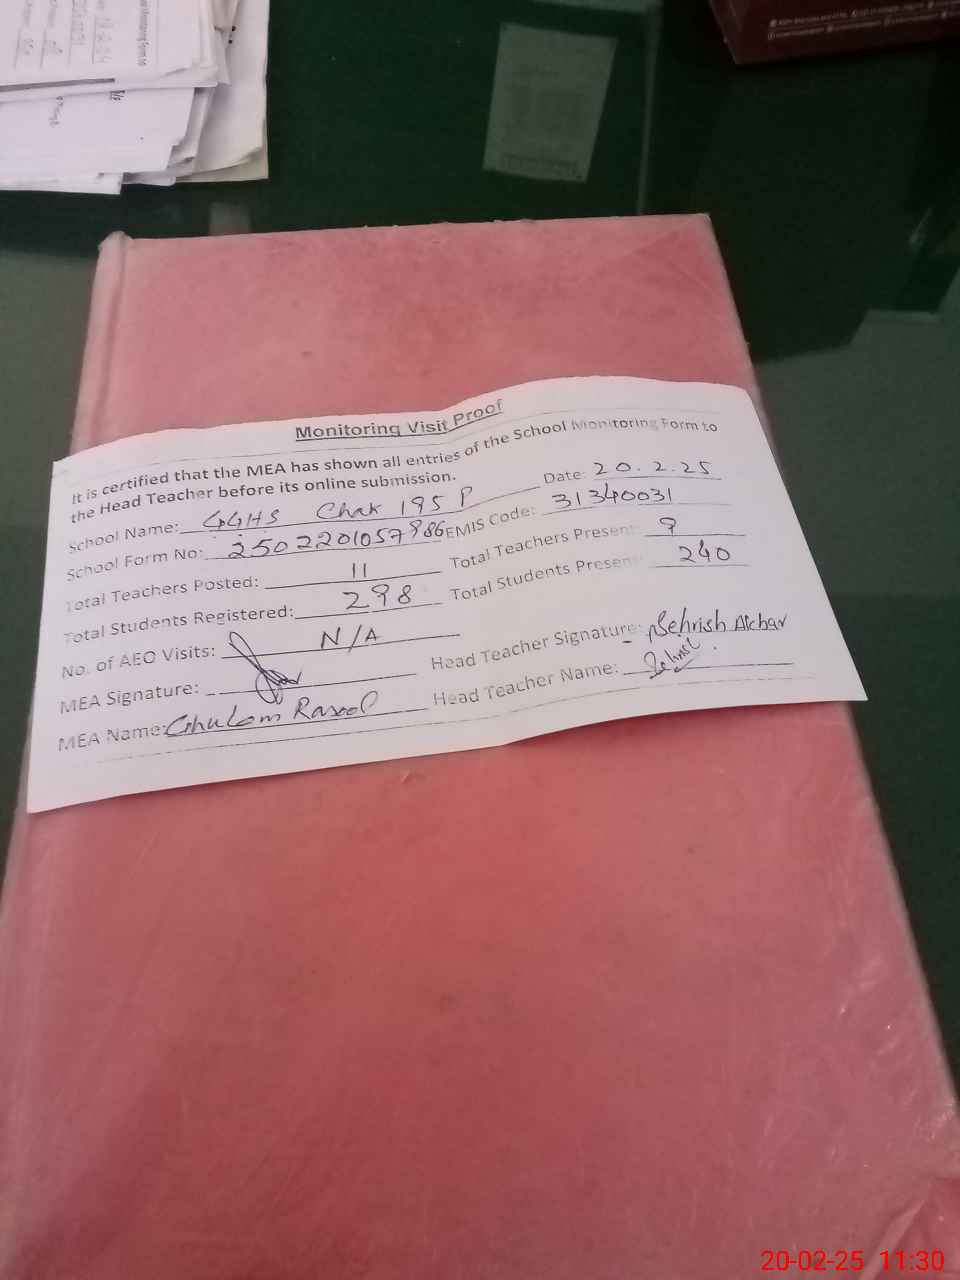 Monitoring Visit Proof
It is certified that the MEA has shown all entries of the School Monitoring Form to
the Head Teacher before its online submission.
Date: 20.2.25
School Name: GGHS Chak 195 P
EMIS Code: 31340031
School Form No: 2502201057986
Total Teachers Present: 9
Total Teachers Posted: 11
Total Students Present: 240
Total Students Registered: 298
No. of AEO Visits: N/A
Head Teacher Signature: Sehrish Akbar
MEA Signature:
Head Teacher Name: Sehrish
MEA Name: Ghulam Rasool
20-02-25 11:30